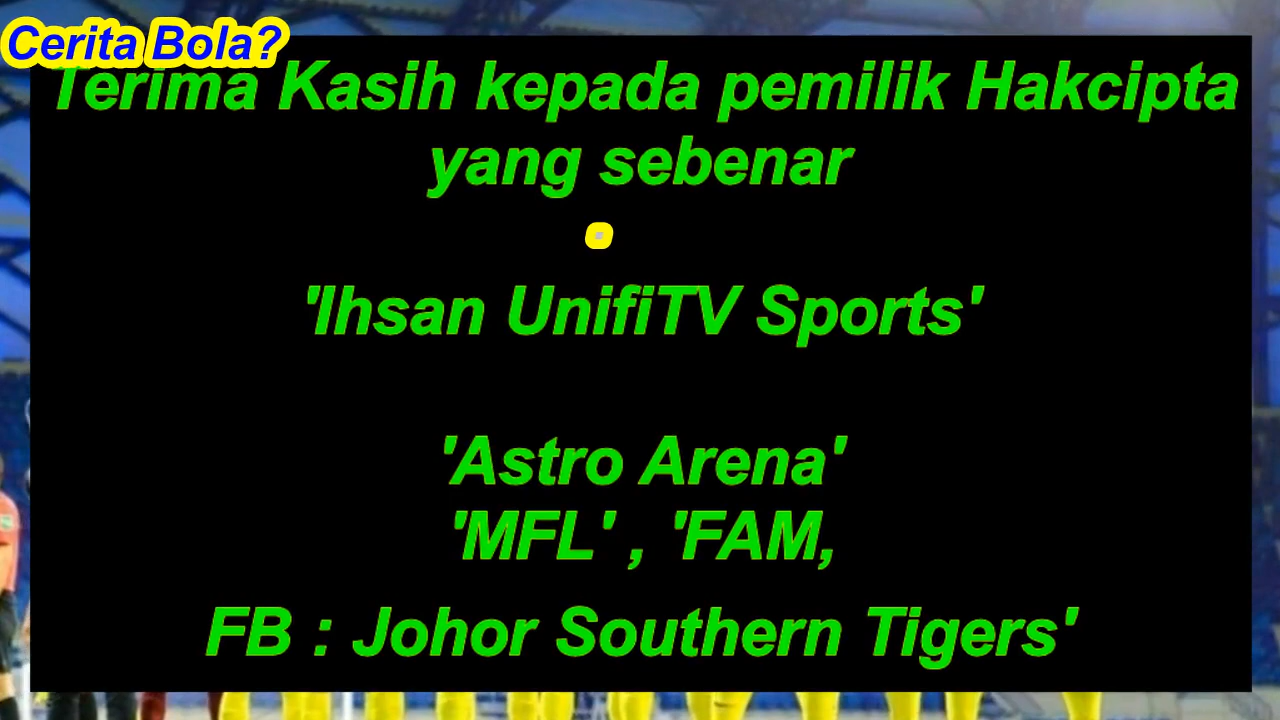 Cerita Bola?
Terima Kasih kepada pemilik Hakcipta
yang sebenar
'Ihsan UnifiTV Sports'
'Astro Arena'
'MFL' , 'FAM,
FB : Johor Southern Tigers'